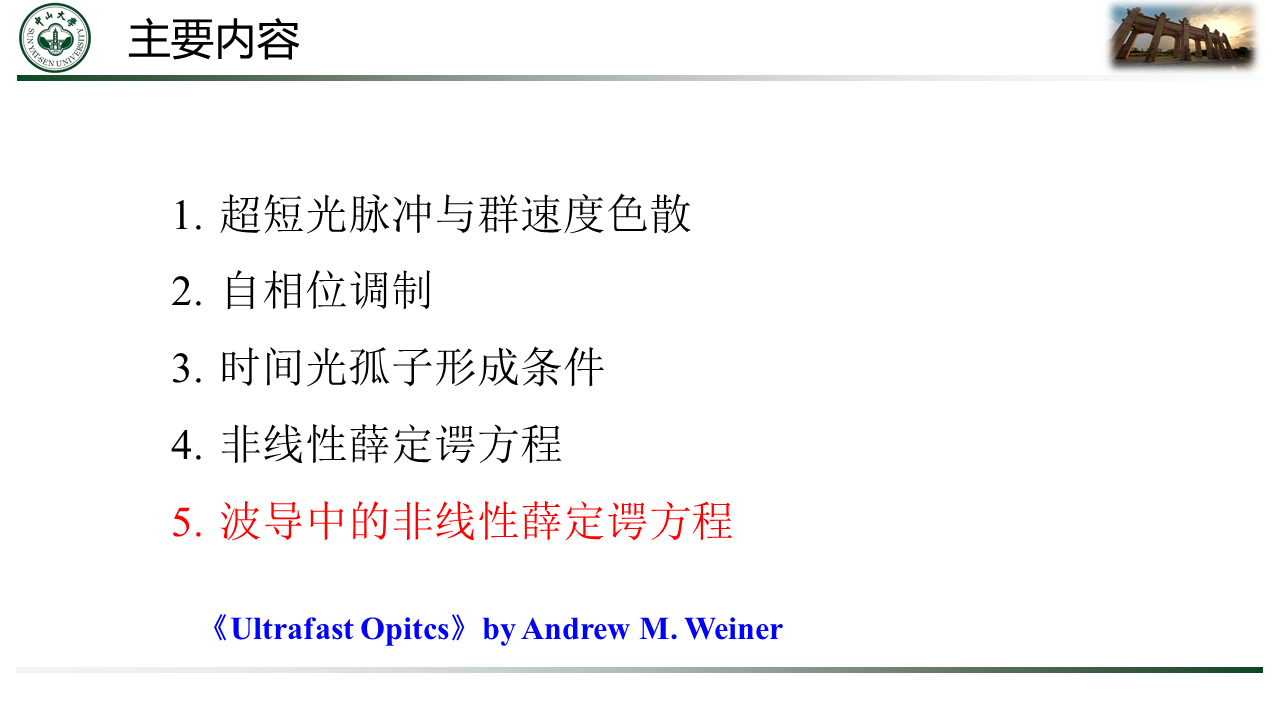 中山大学
SUN YAT-SEN UNIVERSITY
主要内容
1. 超短光脉冲与群速度色散
2. 自相位调制
3. 时间光孤子形成条件
4. 非线性薛定谔方程
5. 波导中的非线性薛定谔方程
《Ultrafast Opitcs》by Andrew M. Weiner